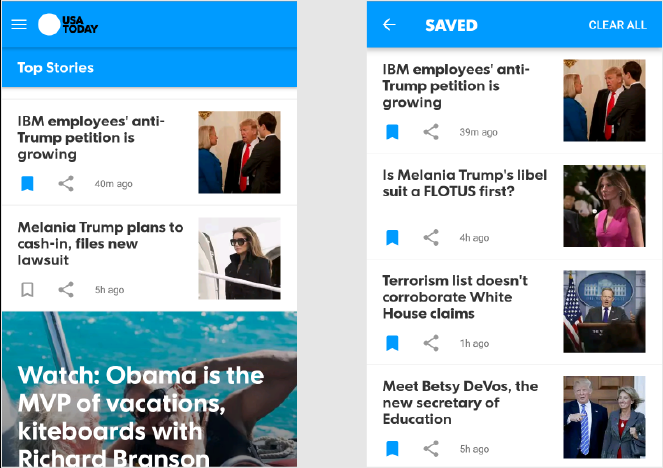 USA
TODAY
Top Stories
IBM employees' anti-
Trump petition is
growing
40m ago
Melania Trump plans to
cash-in, files new
lawsuit
5h ago
Watch: Obama is the
MVP of vacations,
kiteboards with
Richard Branson
SAVED
CLEAR ALL
IBM employees' anti-
Trump petition is
growing
39m ago
Is Melania Trump's libel
suit a FLOTUS first?
4h ago
Terrorism list doesn't
corroborate White
House claims
1h ago
Meet Betsy DeVos, the
new secretary of
Education
5h ago